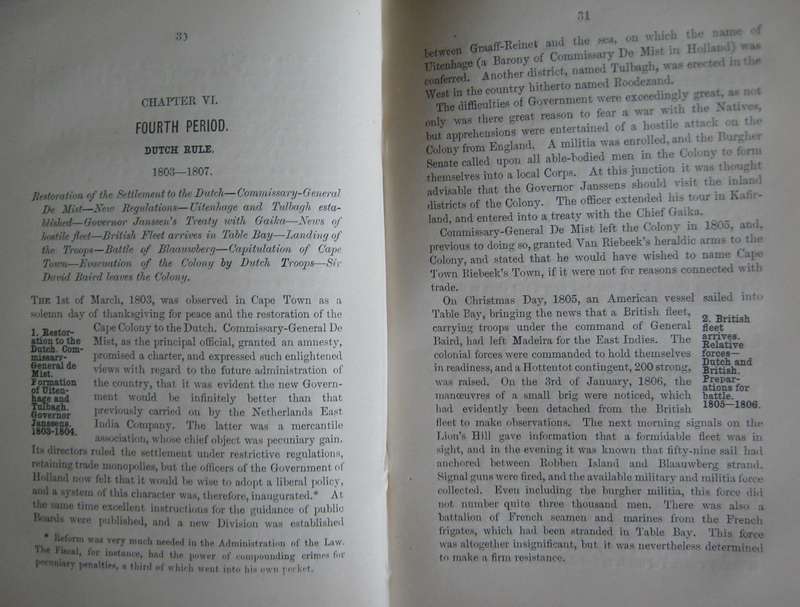 30
CHAPTER VI.
FOURTH PERIOD.
DUTCH RULE.
1803—1807.
Restoration of the Settlement to the Dutch—Commissary-General
De Mist—New Regulations—Uitenhage and Tulbagh esta-
blished—Governor Janssen's Treaty with Gaika—News of
hostile fleet—British Fleet arrives in Table Bay—Landing of
the Troops—Battle of Blaauwberg—Capitulation of Cape
Town—Evacuation of the Colony by Dutch Troops—Sir
David Baird leaves the Colony.
THE 1st of March, 1803, was observed in Cape Town as a
solemn day of thanksgiving for peace and the restoration of the
Cape Colony to the Dutch. Commissary-General De
Mist, as the principal official, granted an amnesty,
promised a charter, and expressed such enlightened
views with regard to the future administration of
the country, that it was evident the new Govern-
ment would be infinitely better than that
previously carried on by the Netherlands East
India Company. The latter was a mercantile
association, whose chief object was pecuniary gain.
1. Restor-
ation to the
Dutch. Com-
missary-
General de
Mist.
Formation
of Uiten-
hage and
Tulbagh.
Governor
Janssens.
1803-1804.
Its directors ruled the settlement under restrictive regulations,
retaining trade monopolies, but the officers of the Government of
Holland now felt that it would be wise to adopt a liberal policy,
and a system of this character was, therefore, inaugurated.* At
the same time excellent instructions for the guidance of public
Boards were published, and a new Division was established
* Reform was very much needed in the Administration of the Law.
The Fiscal, for instance, had the power of compounding crimes for
pecuniary penalties, a third of which went into his own pocket.
31
between Graaff-Reinet and the sea, on which the name of
Uitenhage (a Barony of Commissary De Mist in Holland) was
conferred. Another district, named Tulbagh, was erected in the
West in the country hitherto named Roodezand.
The difficulties of Government were exceedingly great, as not
only was there great reason to fear a war with the Natives,
but apprehensions were entertained of a hostile attack on the
Colony from England. A militia was enrolled, and the Burgher
Senate called upon all able-bodied men in the Colony to form
themselves into a local Corps. At this junction it was thought
advisable that the Governor Janssens should visit the inland
districts of the Colony. The officer extended his tour in Kafir-
land, and entered into a treaty with the Chief Gaika.
Commissary-General De Mist left the Colony in 1805, and,
previous to doing so, granted Van Riebeek's heraldic arms to the
Colony, and stated that he would have wished to name Cape
Town Riebeek's Town, if it were not for reasons connected with
trade.
On Christmas Day, 1805, an American vessel sailed into
Table Bay, bringing the news that a British fleet,
carrying troops under the command of General
Baird, had left Madeira for the East Indies. The
colonial forces were commanded to hold themselves
in readiness, and a Hottentot contingent, 200 strong,
was raised. On the 3rd of January, 1806, the
manœuvres of a small brig were noticed, which
had evidently been detached from the British
2. British
fleet
arrives.
Relative
forces—
Dutch and
British.
Prepar-
ations for
battle.
1805—1806.
fleet to make observations. The next morning signals on the
Lion's Hill gave information that a formidable fleet was in
sight, and in the evening it was known that fifty-nine sail had
anchored between Robben Island and Blaauwberg strand.
Signal guns were fired, and the available military and militia force
collected. Even including the burgher militia, this force did
not number quite three thousand men. There was also a
battalion of French seamen and marines from the French
frigates, which had been stranded in Table Bay. This force
was altogether insignificant, but it was nevertheless determined
to make a firm resistance.